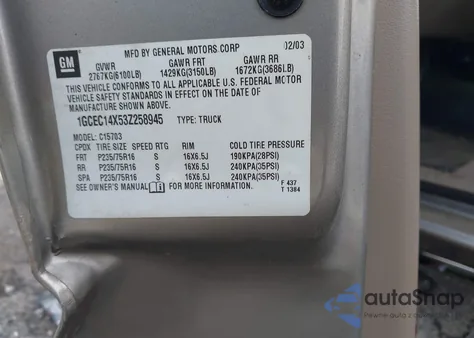 GM
MFD BY GENERAL MOTORS CORP 02/03
GVWR GAWR FRT GAWR RR
2767KG(6100LB) 1429KG(3150LB) 1672KG(3686LB)
THIS VEHICLE CONFORMS TO ALL APPLICABLE U.S. FEDERAL MOTOR
VEHICLE SAFETY STANDARDS IN EFFECT ON THE DATE OF
MANUFACTURE SHOWN ABOVE.
1GCEC14X53Z258945 TYPE: TRUCK
MODEL: C15703
CPDX TIRE SIZE SPEED RTG RIM COLD TIRE PRESSURE
FRT P235/75R16 S 16X6.5J 190KPA(28PSI)
RR P235/75R16 S 16X6.5J 240KPA(35PSI)
SPA P235/75R16 S 16X6.5J 240KPA(35PSI)
SEE OWNER'S MANUAL FOR MORE INFORMATION. F 437
T 1384
autoSnap
Pewne auto z